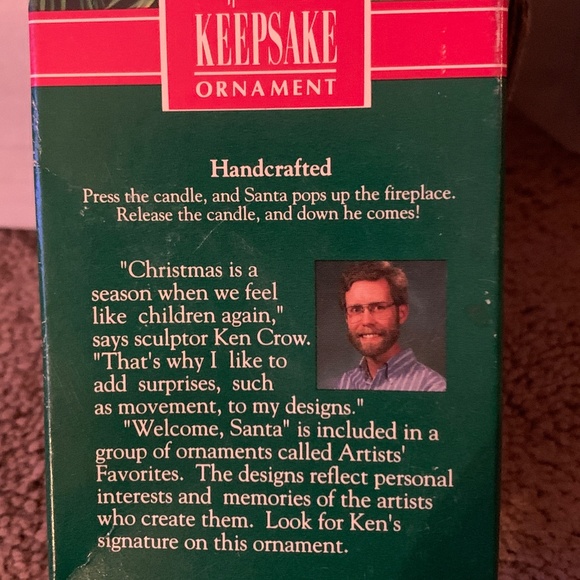 KEEPSAKE
ORNAMENT
Handcrafted
Press the candle, and Santa pops up the fireplace.
Release the candle, and down he comes!
"Christmas is a
season when we feel
like children again,"
says sculptor Ken Crow.
"That's why I like to
add surprises, such
as movement, to my designs."
"Welcome, Santa" is included in a
group of ornaments called Artists'
Favorites. The designs reflect personal
interests and memories of the artists
who create them. Look for Ken's
signature on this ornament.